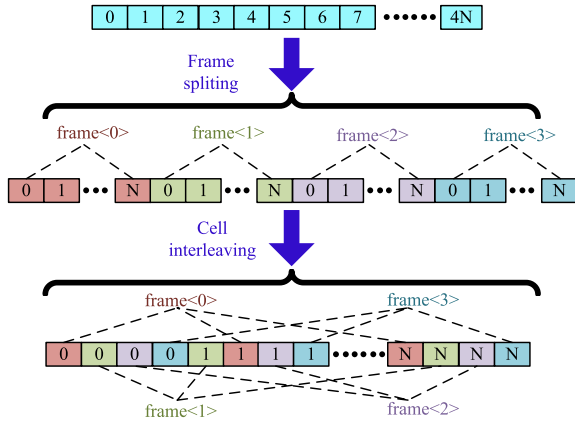 0 1 2 3 4 5 6 7 •••••• 4N
Frame
spliting
frame<0> frame<1> frame<2> frame<3>
0 1 ••• N 0 1 ••• N 0 1 ••• N 0 1 ••• N
Cell
interleaving
frame<0> frame<3>
0 0 0 0 1 1 1 1 •••••• N N N N
frame<1> frame<2>